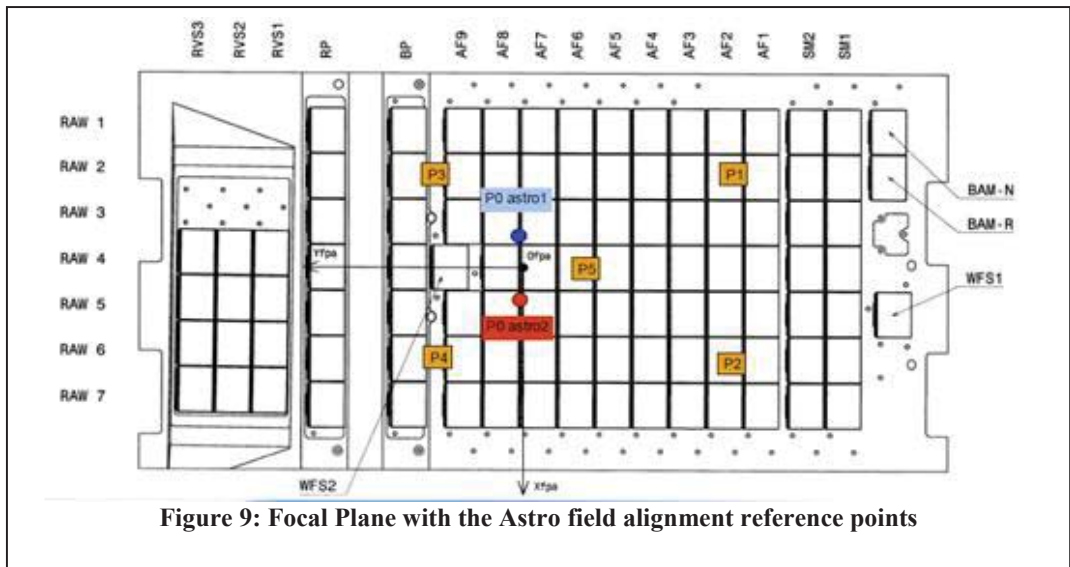 RVS3 RVS2 RVS1 RP BP AF9 AF8 AF7 AF6 AF5 AF4 AF3 AF2 AF1 SM2 SM1
RAW 1
RAW 2
P3
P1
BAM-N
P0 astro1
RAW 3
BAM-R
RAW 4
Yfpa
Ofpa
P5
WFS1
RAW 5
P0 astro2
RAW 6
P4
P2
RAW 7
WFS2
Xfpa
Figure 9: Focal Plane with the Astro field alignment reference points